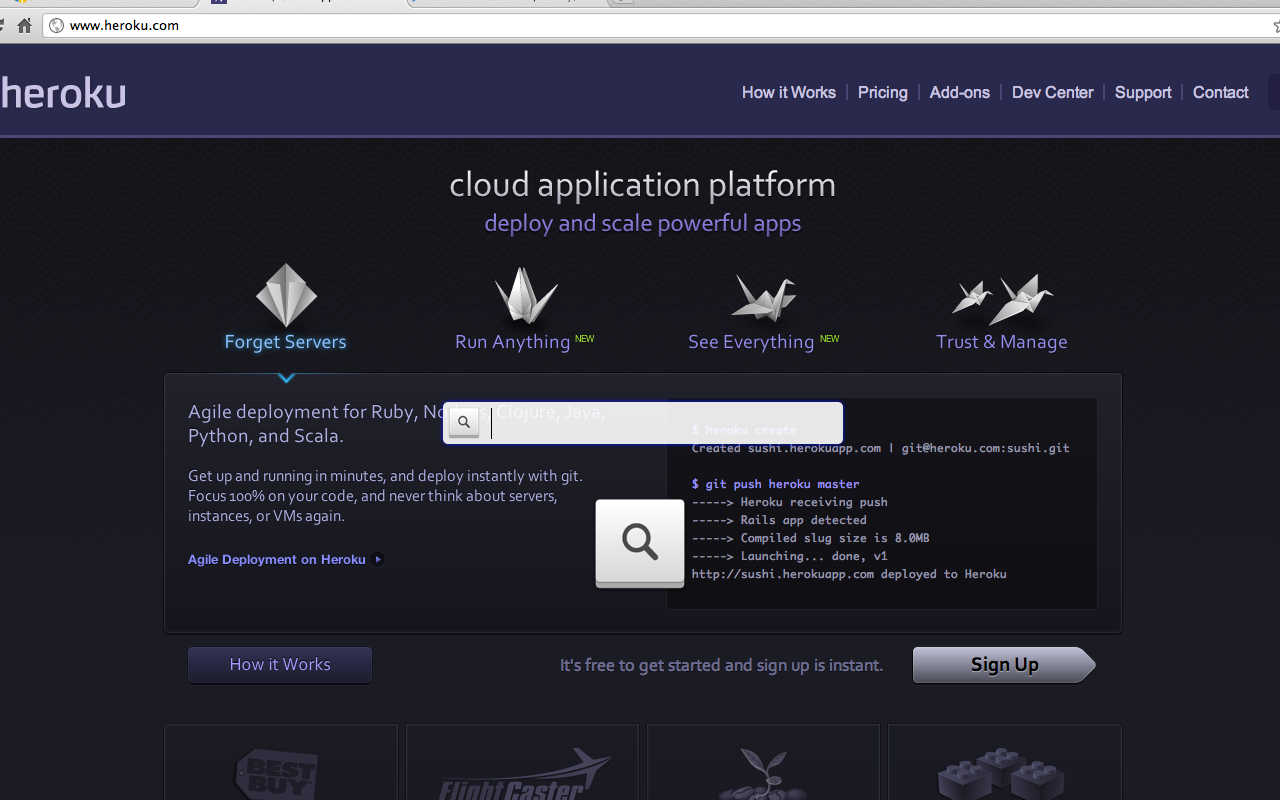 www.heroku.com
heroku
How it Works
Pricing
Add-ons
Dev Center
Support
Contact
cloud application platform
deploy and scale powerful apps
Forget Servers
Run Anything NEW
See Everything NEW
Trust & Manage
Agile deployment for Ruby, Node.js, Clojure, Java,
Python, and Scala.
Get up and running in minutes, and deploy instantly with git.
Focus 100% on your code, and never think about servers,
instances, or VMs again.
Agile Deployment on Heroku
$ heroku create
Created sushi.herokuapp.com | git@heroku.com:sushi.git
$ git push heroku master
-----> Heroku receiving push
-----> Rails app detected
-----> Compiled slug size is 8.0MB
-----> Launching... done, v1
http://sushi.herokuapp.com deployed to Heroku
How it Works
It's free to get started and sign up is instant.
Sign Up
BEST
BUY
FlightCaster